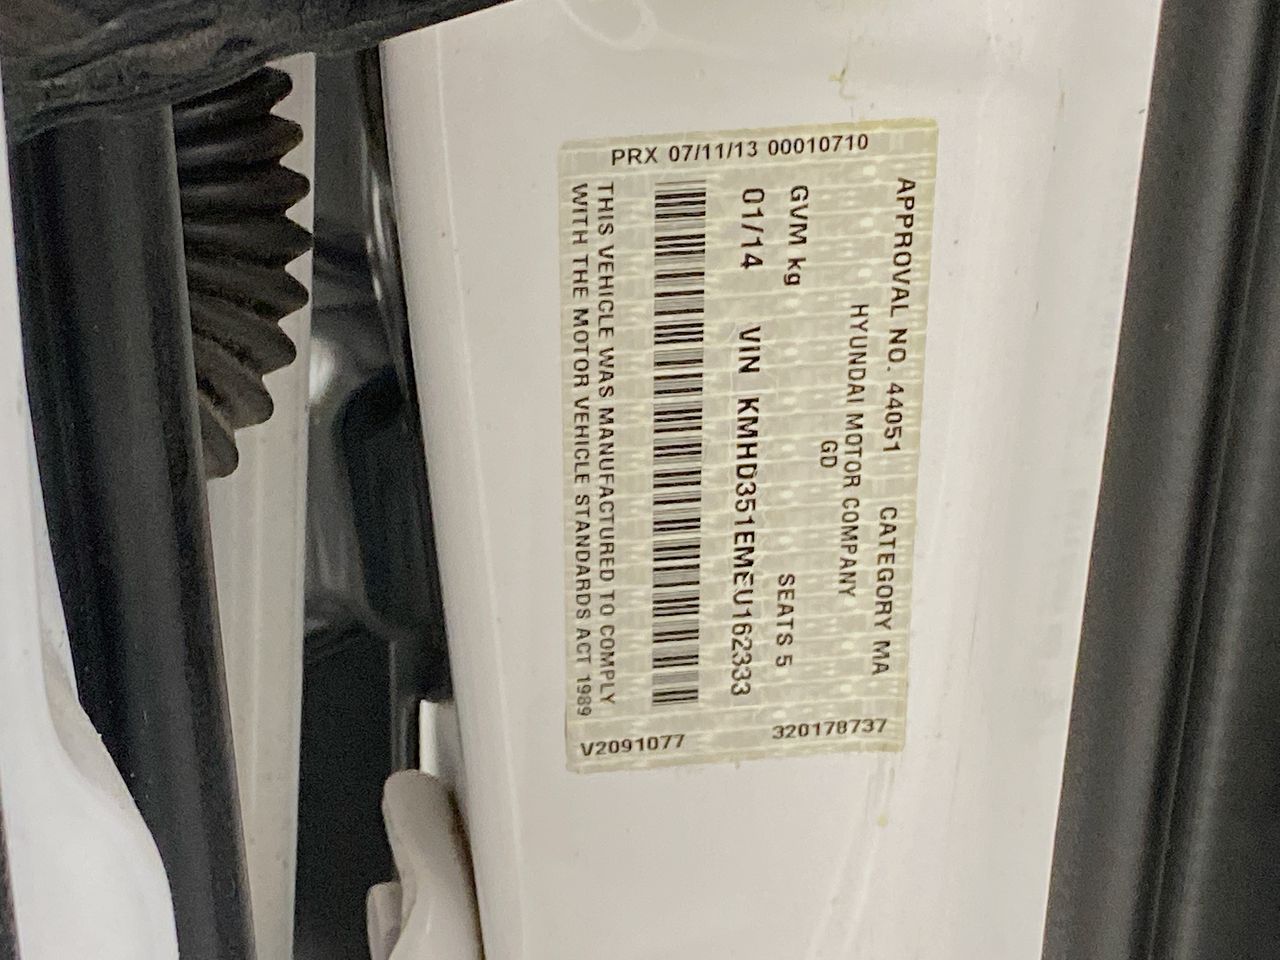 PRX 07/11/13 00010710
APPROVAL NO. 44051 CATEGORY MA
HYUNDAI MOTOR COMPANY
GD
GVM kg SEATS 5
01/14 VIN KMHD351EMEU162333
THIS VEHICLE WAS MANUFACTURED TO COMPLY
WITH THE MOTOR VEHICLE STANDARDS ACT 1989
320178737
V2091077